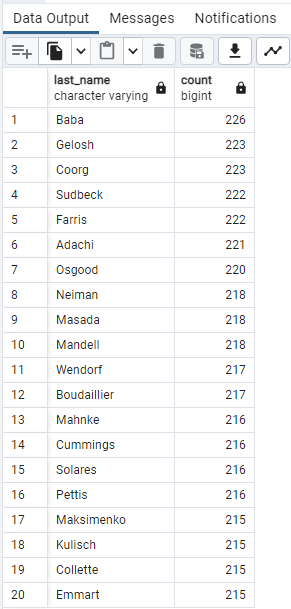 Data Output Messages Notifications
last_name count
character varying bigint
1 Baba 226
2 Gelosh 223
3 Coorg 223
4 Sudbeck 222
5 Farris 222
6 Adachi 221
7 Osgood 220
8 Neiman 218
9 Masada 218
10 Mandell 218
11 Wendorf 217
12 Boudaillier 217
13 Mahnke 216
14 Cummings 216
15 Solares 216
16 Pettis 216
17 Maksimenko 215
18 Kulisch 215
19 Collette 215
20 Emmart 215